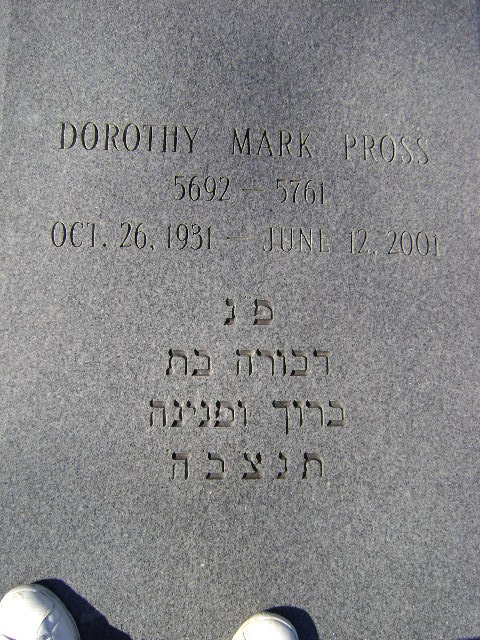 DOROTHY MARK PROSS
5692 — 5761
OCT. 26, 1931 — JUNE 12, 2001
פ נ
דבורה בת
ברוך ופנינה
ת נ צ ב ה